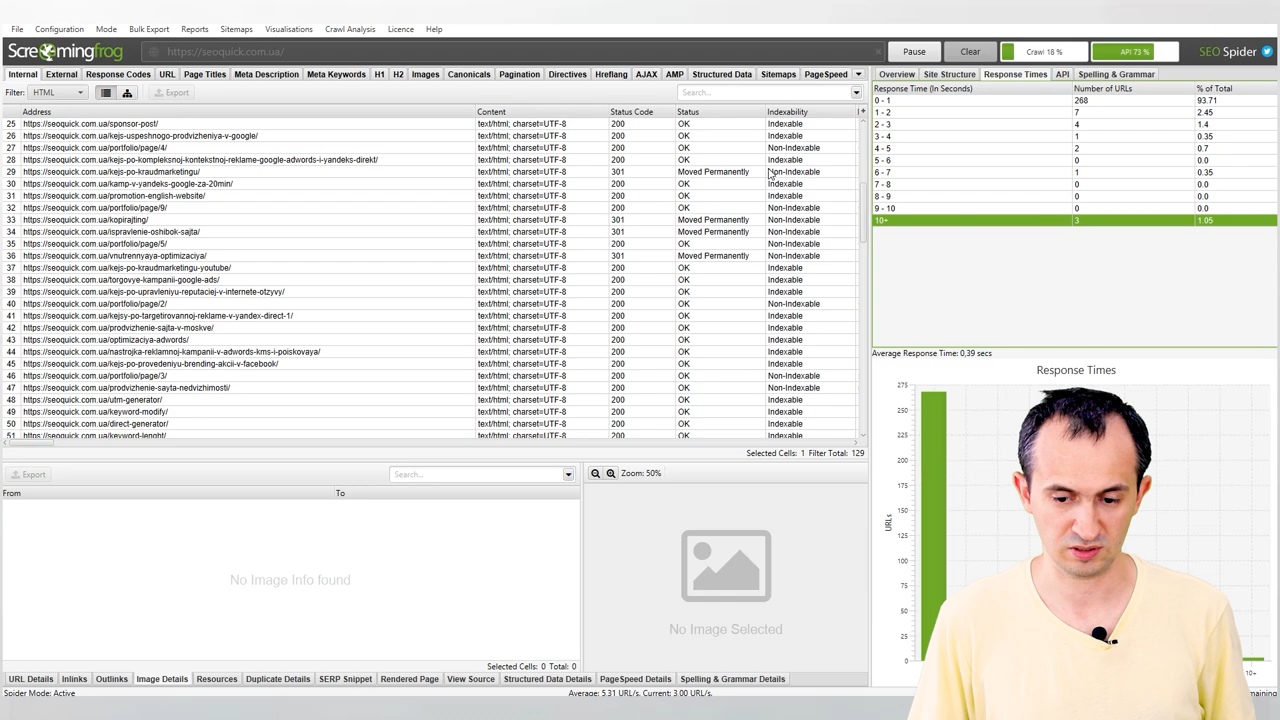 File Configuration Mode Bulk Export Reports Sitemaps Visualisations Crawl Analysis Licence Help
Screamingfrog https://seoquick.com.ua/ Pause Clear Crawl 18 % API 73 % SEO Spider
Internal External Response Codes URL Page Titles Meta Description Meta Keywords H1 H2 Images Canonicals Pagination Directives Hreflang AJAX AMP Structured Data Sitemaps PageSpeed
Filter: HTML Export Search...
Address Content Status Code Status Indexability
25 https://seoquick.com.ua/sponsor-post/ text/html; charset=UTF-8 200 OK Indexable
26 https://seoquick.com.ua/kejs-uspeshnogo-prodvizheniya-v-google/ text/html; charset=UTF-8 200 OK Indexable
27 https://seoquick.com.ua/portfolio/page/4/ text/html; charset=UTF-8 200 OK Non-Indexable
28 https://seoquick.com.ua/kejs-po-kompleksnoj-kontekstnoj-reklame-google-adwords-i-yandeks-direkt/ text/html; charset=UTF-8 200 OK Indexable
29 https://seoquick.com.ua/kejs-po-kraudmarketingu/ text/html; charset=UTF-8 301 Moved Permanently Non-Indexable
30 https://seoquick.com.ua/kamp-v-yandeks-google-za-20min/ text/html; charset=UTF-8 200 OK Indexable
31 https://seoquick.com.ua/promotion-english-website/ text/html; charset=UTF-8 200 OK Indexable
32 https://seoquick.com.ua/portfolio/page/9/ text/html; charset=UTF-8 200 OK Non-Indexable
33 https://seoquick.com.ua/kopirajting/ text/html; charset=UTF-8 301 Moved Permanently Non-Indexable
34 https://seoquick.com.ua/ispravlenie-oshibok-sajta/ text/html; charset=UTF-8 301 Moved Permanently Non-Indexable
35 https://seoquick.com.ua/portfolio/page/5/ text/html; charset=UTF-8 200 OK Non-Indexable
36 https://seoquick.com.ua/vnutrennyaya-optimizaciya/ text/html; charset=UTF-8 301 Moved Permanently Non-Indexable
37 https://seoquick.com.ua/kejs-po-kraudmarketingu-youtube/ text/html; charset=UTF-8 200 OK Indexable
38 https://seoquick.com.ua/torgovye-kampanii-google-ads/ text/html; charset=UTF-8 200 OK Indexable
39 https://seoquick.com.ua/kejs-po-upravleniyu-reputaciej-v-internete-otzyvy/ text/html; charset=UTF-8 200 OK Indexable
40 https://seoquick.com.ua/portfolio/page/2/ text/html; charset=UTF-8 200 OK Non-Indexable
41 https://seoquick.com.ua/kejsy-po-targetirovannoj-reklame-v-yandex-direct-1/ text/html; charset=UTF-8 200 OK Indexable
42 https://seoquick.com.ua/prodvizhenie-sajta-v-moskve/ text/html; charset=UTF-8 200 OK Indexable
43 https://seoquick.com.ua/optimizaciya-adwords/ text/html; charset=UTF-8 200 OK Indexable
44 https://seoquick.com.ua/nastrojka-reklamnoj-kampanii-v-adwords-kms-i-poiskovaya/ text/html; charset=UTF-8 200 OK Indexable
45 https://seoquick.com.ua/kejs-po-provedeniyu-brending-akcii-v-facebook/ text/html; charset=UTF-8 200 OK Indexable
46 https://seoquick.com.ua/portfolio/page/3/ text/html; charset=UTF-8 200 OK Non-Indexable
47 https://seoquick.com.ua/prodvizhenie-sayta-nedvizhimosti/ text/html; charset=UTF-8 200 OK Non-Indexable
48 https://seoquick.com.ua/utm-generator/ text/html; charset=UTF-8 200 OK Indexable
49 https://seoquick.com.ua/keyword-modify/ text/html; charset=UTF-8 200 OK Indexable
50 https://seoquick.com.ua/direct-generator/ text/html; charset=UTF-8 200 OK Indexable
51 https://seoquick.com.ua/keyword-lenght/ text/html; charset=UTF-8 200 OK Indexable
Selected Cells: 1 Filter Total: 129
Export Search... Zoom: 50%
From To
No Image Info found
No Image Selected
Selected Cells: 0 Total: 0
URL Details Inlinks Outlinks Image Details Resources Duplicate Details SERP Snippet Rendered Page View Source Structured Data Details PageSpeed Details Spelling & Grammar Details
Spider Mode: Active Average: 5.31 URL/s. Current: 3.00 URL/s.
Overview Site Structure Response Times API Spelling & Grammar
Response Time (In Seconds) Number of URLs % of Total
0 - 1 268 93.71
1 - 2 7 2.45
2 - 3 4 1.4
3 - 4 1 0.35
4 - 5 2 0.7
5 - 6 0 0.0
6 - 7 1 0.35
7 - 8 0 0.0
8 - 9 0 0.0
9 - 10 0 0.0
10+ 3 1.05
Average Response Time: 0,39 secs
Response Times
275
250
225
200
175
150
125
100
75
50
25
0
URLs
10+